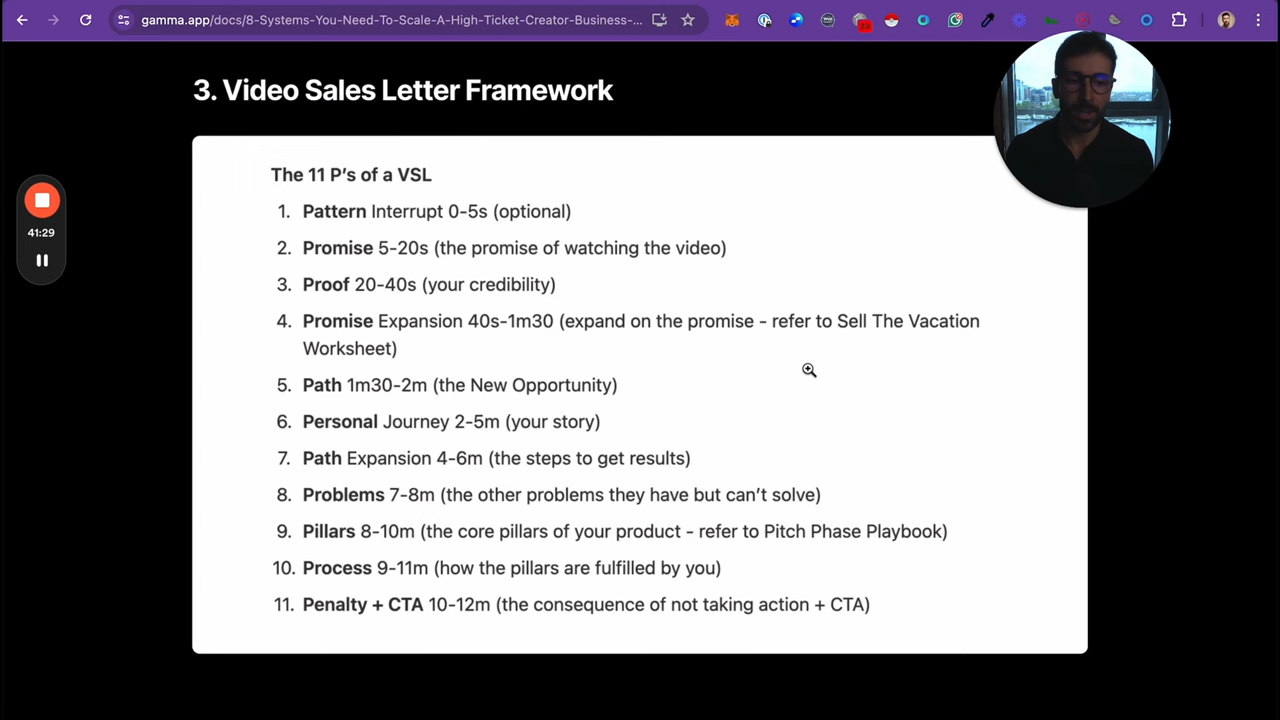 gamma.app/docs/8-Systems-You-Need-To-Scale-A-High-Ticket-Creator-Business-...
3. Video Sales Letter Framework
The 11 P's of a VSL
1. Pattern Interrupt 0-5s (optional)
2. Promise 5-20s (the promise of watching the video)
3. Proof 20-40s (your credibility)
4. Promise Expansion 40s-1m30 (expand on the promise - refer to Sell The Vacation
Worksheet)
5. Path 1m30-2m (the New Opportunity)
6. Personal Journey 2-5m (your story)
7. Path Expansion 4-6m (the steps to get results)
8. Problems 7-8m (the other problems they have but can’t solve)
9. Pillars 8-10m (the core pillars of your product - refer to Pitch Phase Playbook)
10. Process 9-11m (how the pillars are fulfilled by you)
11. Penalty + CTA 10-12m (the consequence of not taking action + CTA)
41:29